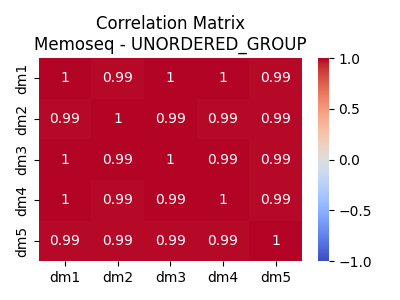 Correlation Matrix
Memoseq - UNORDERED_GROUP
dm1 1 0.99 1 1 0.99
dm2 0.99 1 0.99 0.99 0.99
dm3 1 0.99 1 0.99 0.99
dm4 1 0.99 0.99 1 0.99
dm5 0.99 0.99 0.99 0.99 1
dm1 dm2 dm3 dm4 dm5
1.0
0.5
0.0
−0.5
−1.0